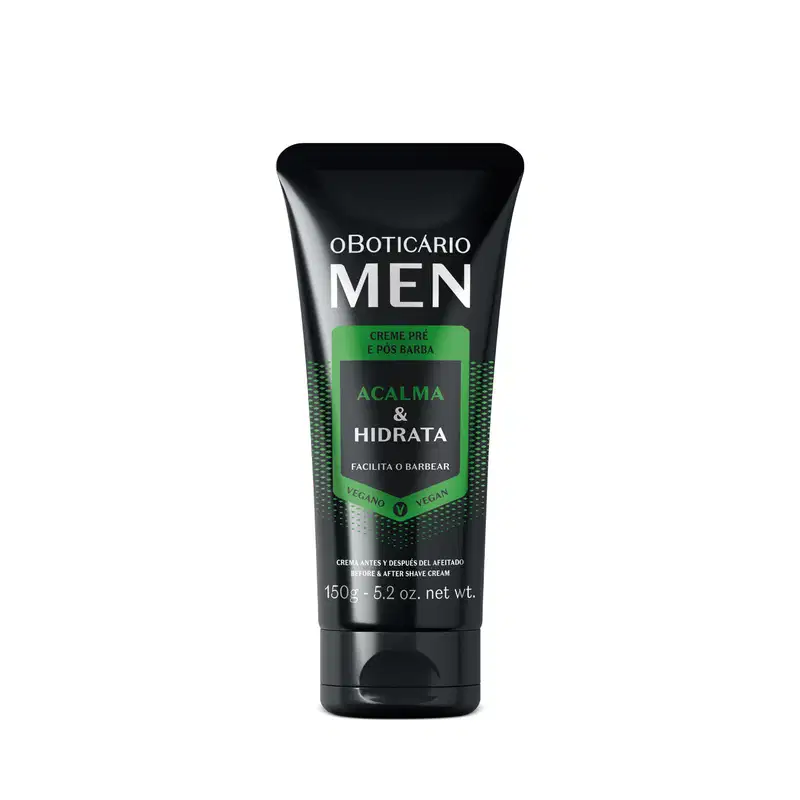 oBOTICÁRIO
MEN
CREME PRÉ
E PÓS BARBA
ACALMA
&
HIDRATA
FACILITA O BARBEAR
VEGANO V VEGAN
CREMA ANTES Y DESPUÉS DEL AFEITADO
BEFORE & AFTER SHAVE CREAM
150g - 5.2 oz. net wt.